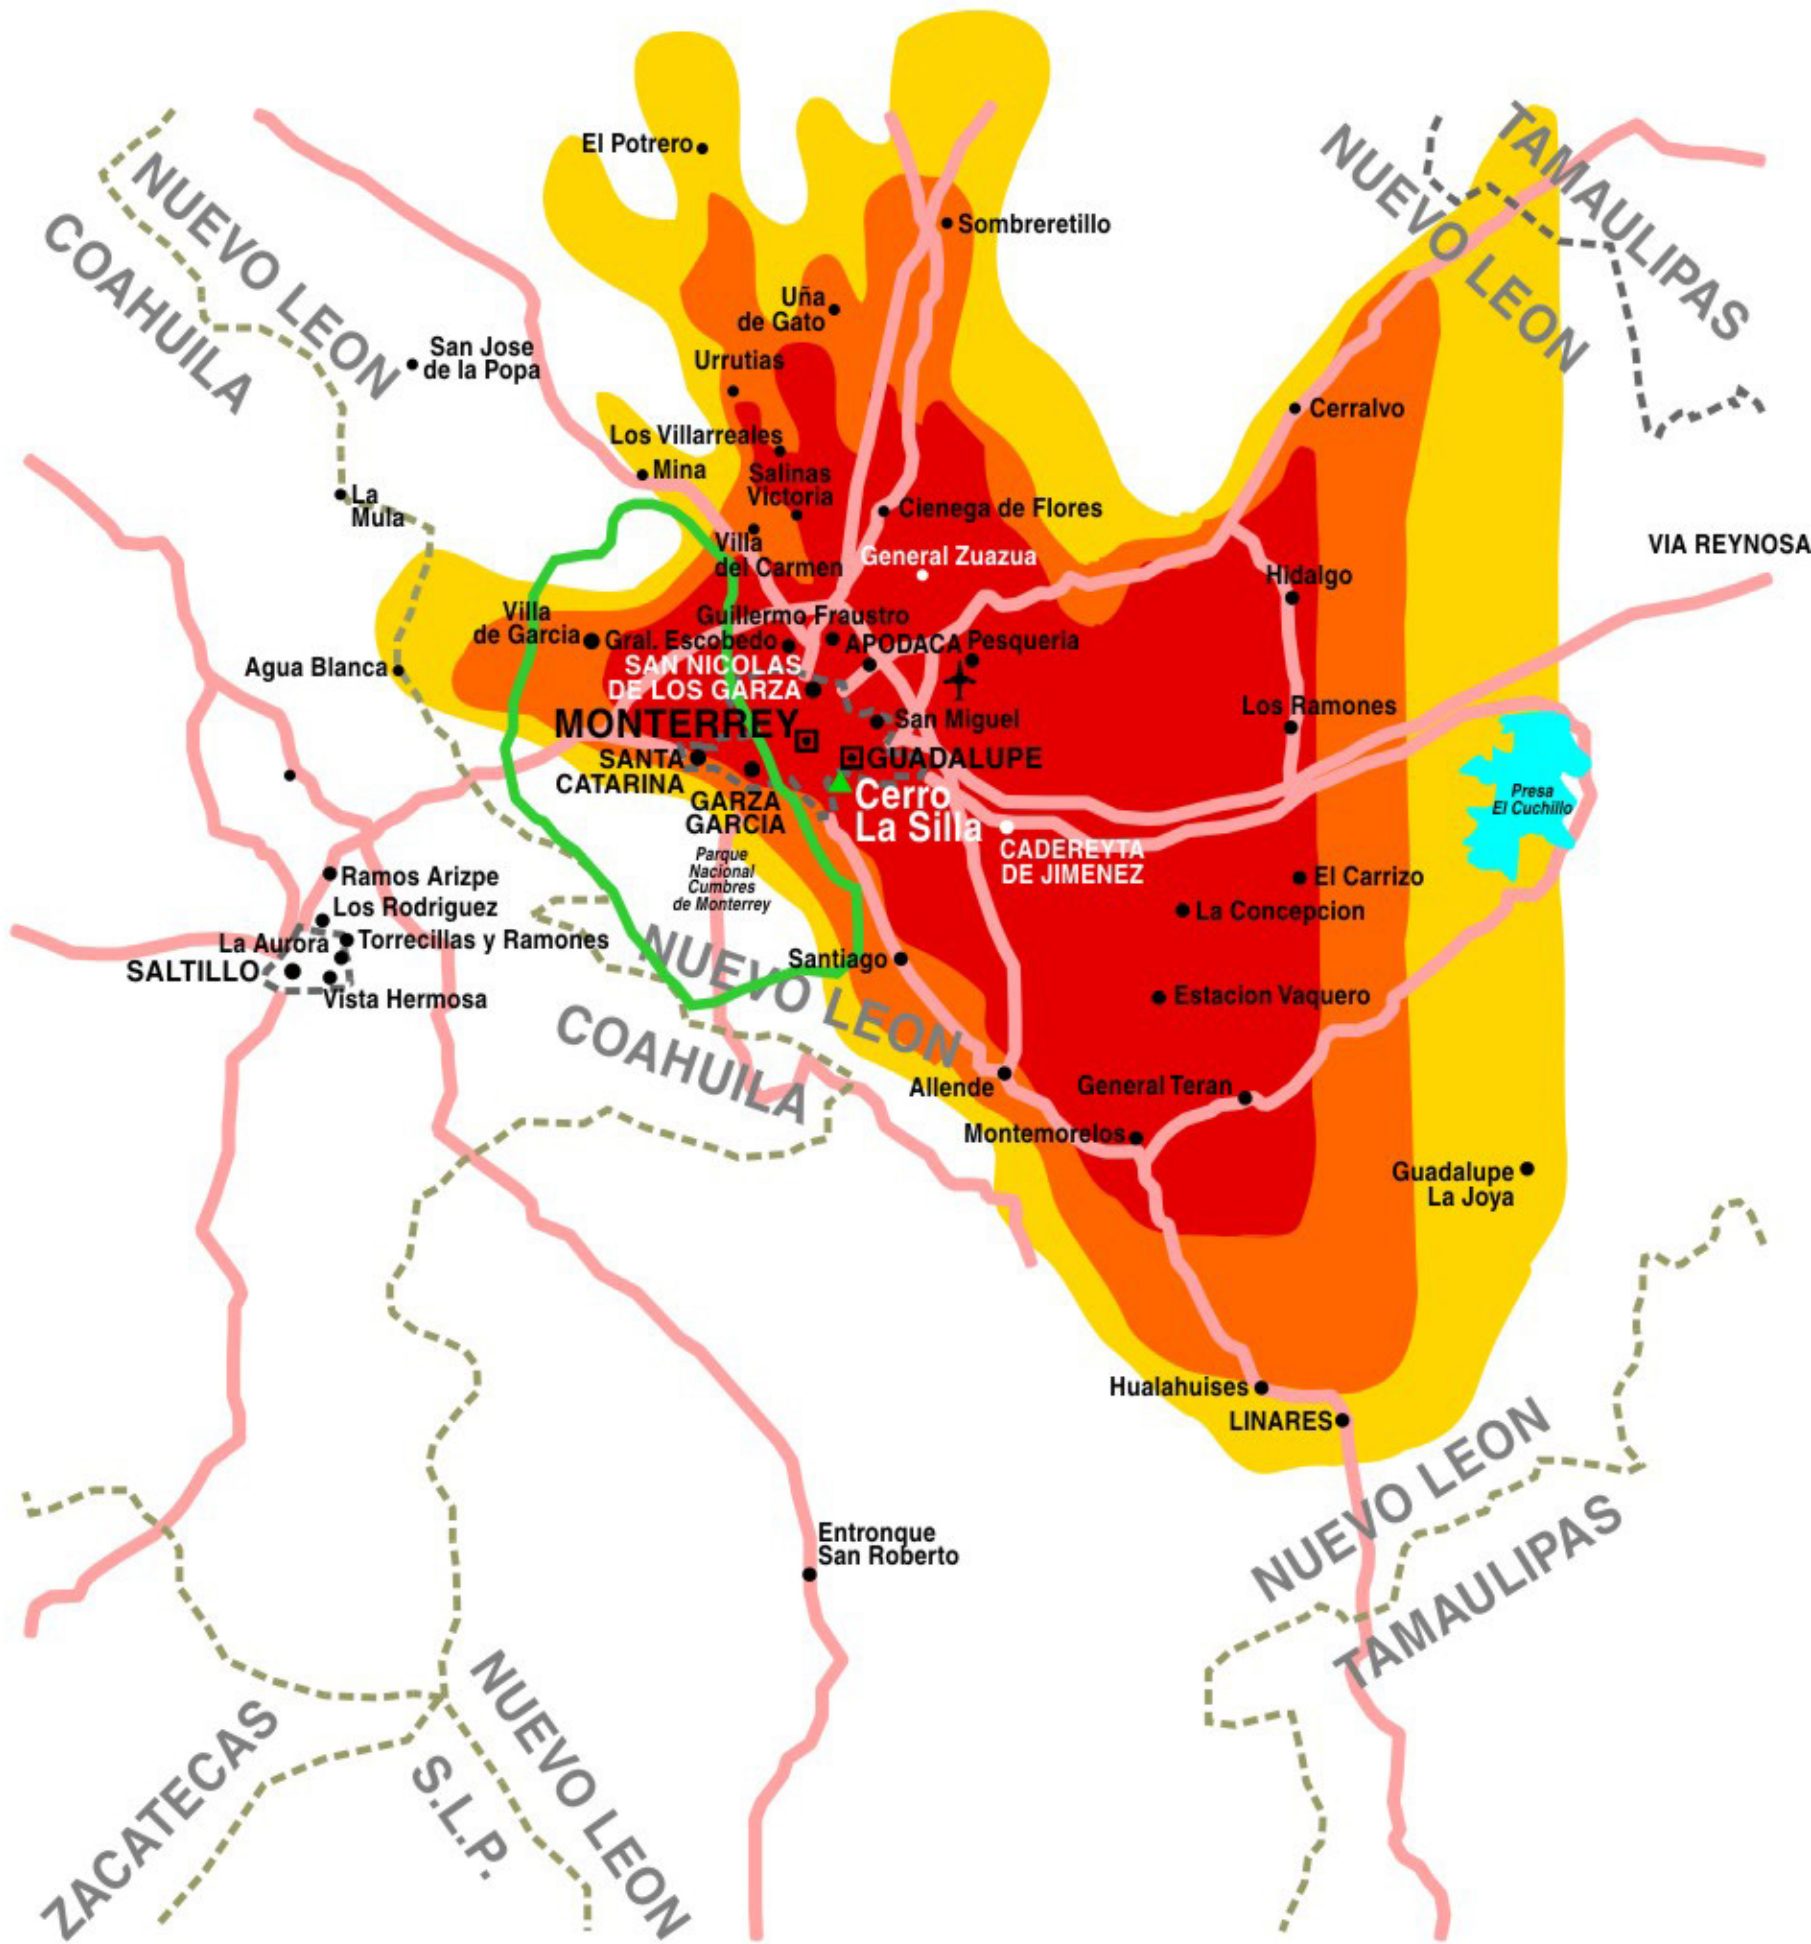 El Potrero
TAMAULIPAS
NUEVO LEON
NUEVO LEON
COAHUILA
Sombreretillo
Uña
de Gato
San Jose
de la Popa
Urrutias
Cerralvo
Los Villarreales
Mina
Salinas
Victoria
La
Mula
Cienega de Flores
Villa
del Carmen
General Zuazua
VIA REYNOSA
Hidalgo
Villa
de Garcia
Guillermo Fraustro
Gral. Escobedo
APODACA
Pesqueria
Agua Blanca
SAN NICOLAS
DE LOS GARZA
Los Ramones
MONTERREY
San Miguel
SANTA
CATARINA
GUADALUPE
GARZA
GARCIA
Cerro
La Silla
Presa
El Cuchillo
CADEREYTA
DE JIMENEZ
Parque
Nacional
Cumbres
de Monterrey
Ramos Arizpe
El Carrizo
Los Rodriguez
La Concepcion
La Aurora
Torrecillas y Ramones
SALTILLO
Vista Hermosa
NUEVO LEON
Santiago
Estacion Vaquero
COAHUILA
Allende
General Teran
Montemorelos
Guadalupe
La Joya
Hualahuises
LINARES
NUEVO LEON
TAMAULIPAS
Entronque
San Roberto
ZACATECAS
S.L.P.
NUEVO LEON